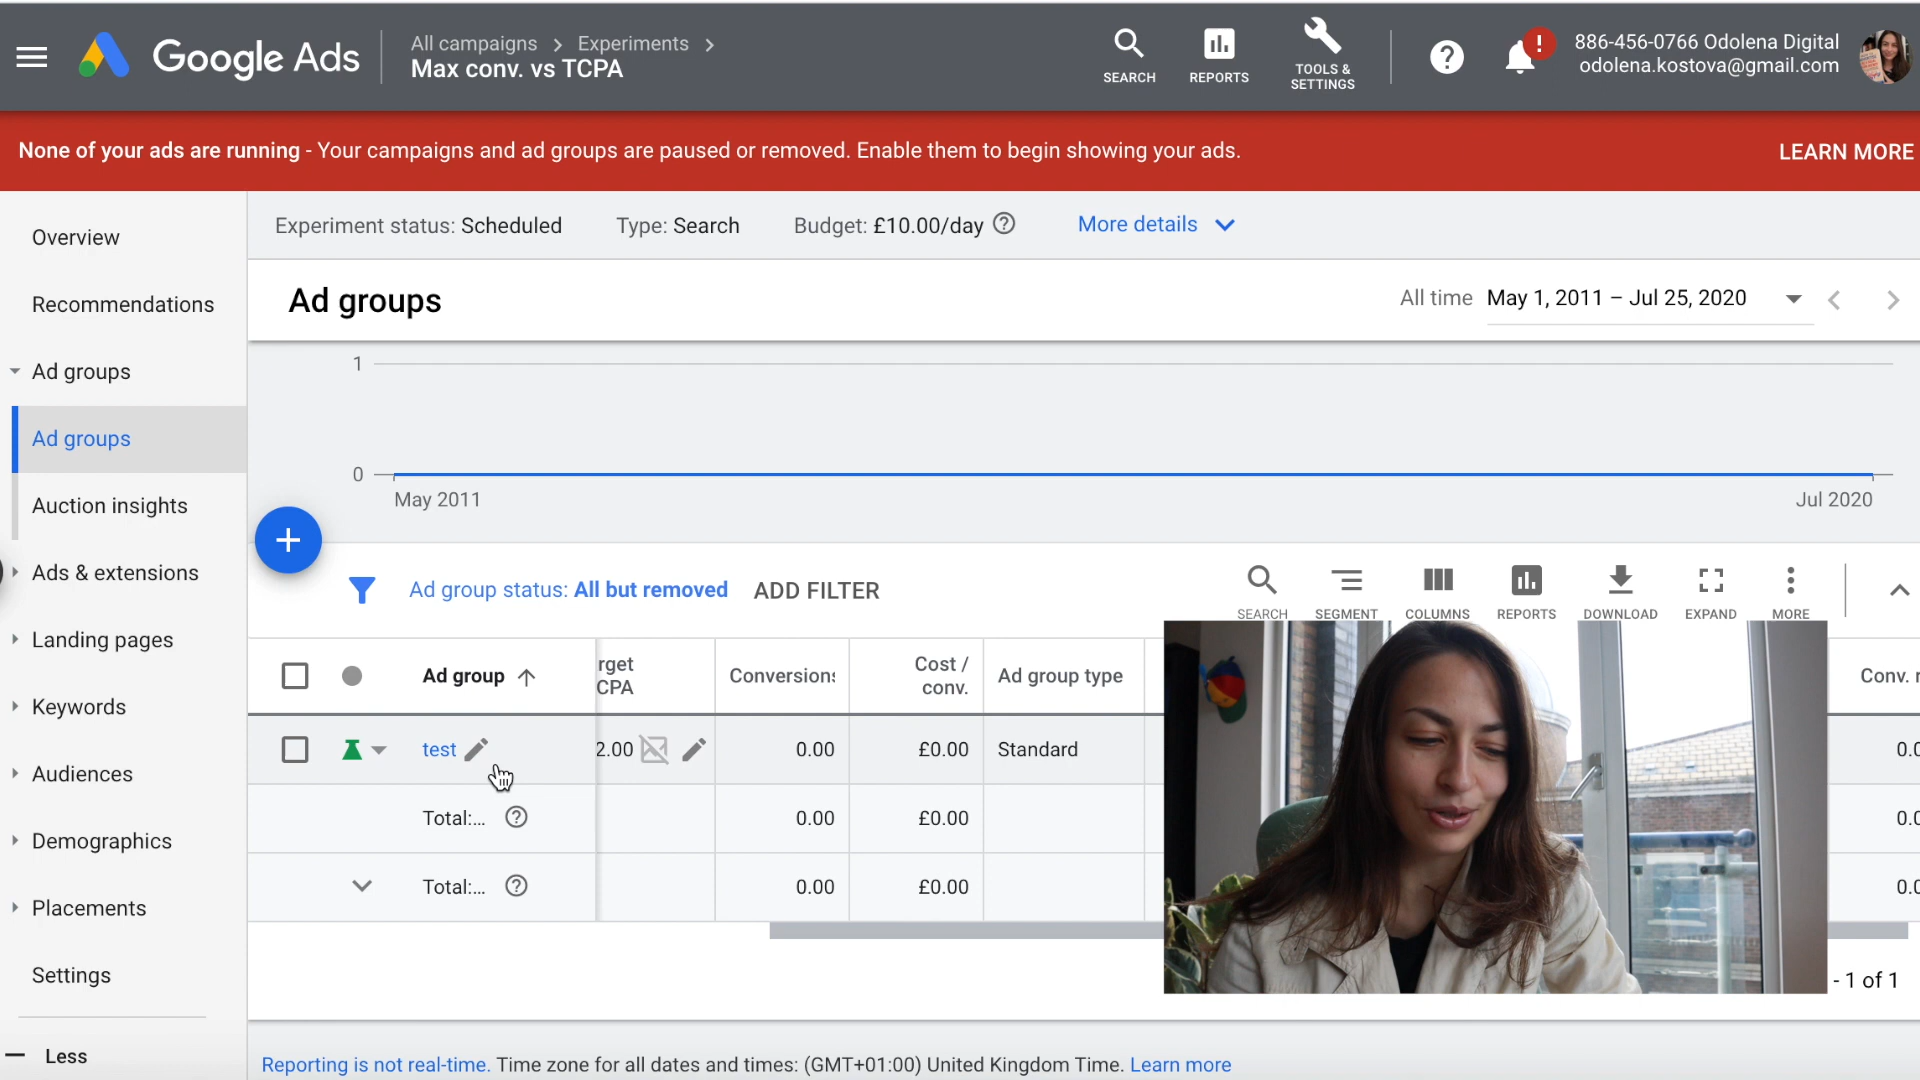 Google Ads
All campaigns > Experiments >
Max conv. vs TCPA
SEARCH
REPORTS
TOOLS &
SETTINGS
886-456-0766 Odolena Digital
odolena.kostova@gmail.com
None of your ads are running - Your campaigns and ad groups are paused or removed. Enable them to begin showing your ads.
LEARN MORE
Overview
Recommendations
Ad groups
Ad groups
Auction insights
Ads & extensions
Landing pages
Keywords
Audiences
Demographics
Placements
Settings
Less
Experiment status: Scheduled
Type: Search
Budget: £10.00/day
More details
Ad groups
All time May 1, 2011 – Jul 25, 2020
1
0
May 2011
Jul 2020
Ad group status: All but removed
ADD FILTER
SEARCH
SEGMENT
COLUMNS
REPORTS
DOWNLOAD
EXPAND
MORE
Ad group
rget
CPA
Conversions
Cost /
conv.
Ad group type
Conv. r
test
2.00
0.00
£0.00
Standard
0.0
Total:...
0.00
£0.00
0.0
Total:...
0.00
£0.00
0.0
- 1 of 1
Reporting is not real-time. Time zone for all dates and times: (GMT+01:00) United Kingdom Time. Learn more